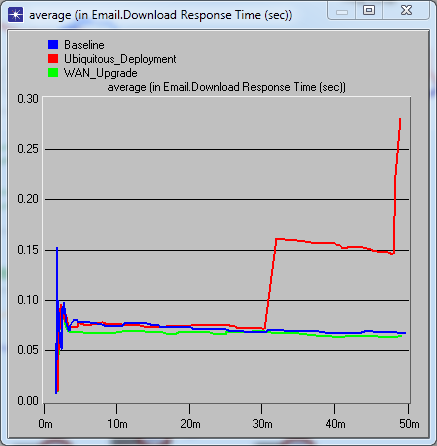 average (in Email.Download Response Time (sec))
Baseline
Ubiquitous_Deployment
WAN_Upgrade
average (in Email.Download Response Time (sec))
0.30
0.25
0.20
0.15
0.10
0.05
0.00
0m 10m 20m 30m 40m 50m